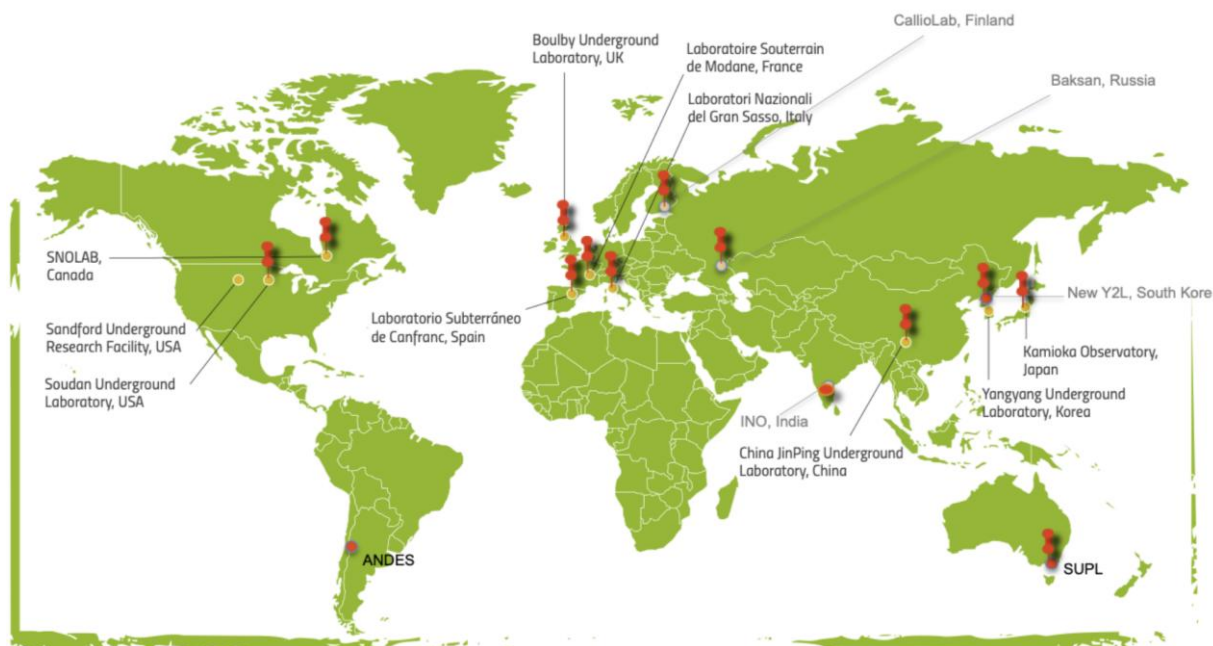 CallioLab, Finland
Boulby Underground
Laboratory, UK
Laboratoire Souterrain
de Modane, France
Baksan, Russia
Laboratori Nazionali
del Gran Sasso, Italy
SNOLAB,
Canada
New Y2L, South Kore
Laboratorio Subterráneo
de Canfranc, Spain
Sandford Underground
Research Facility, USA
Kamioka Observatory,
Japan
Soudan Underground
Laboratory, USA
Yangyang Underground
Laboratory, Korea
INO, India
China JinPing Underground
Laboratory, China
ANDES
SUPL